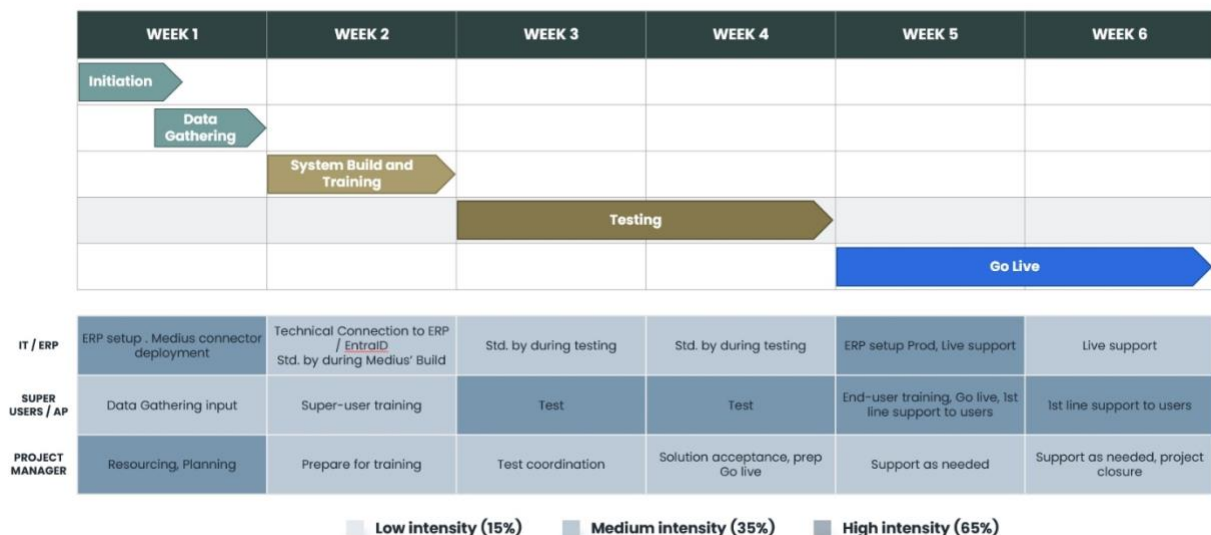 WEEK 1 WEEK 2 WEEK 3 WEEK 4 WEEK 5 WEEK 6
Initiation
Data
Gathering
System Build and
Training
Testing
Go Live
IT / ERP
ERP setup . Medius connector
deployment
Technical Connection to ERP
/ EntraID
Std. by during Medius' Build
Std. by during testing
Std. by during testing
ERP setup Prod, Live support
Live support
SUPER
USERS / AP
Data Gathering input
Super-user training
Test
Test
End-user training, Go live, 1st
line support to users
1st line support to users
PROJECT
MANAGER
Resourcing, Planning
Prepare for training
Test coordination
Solution acceptance, prep
Go live
Support as needed
Support as needed, project
closure
Low intensity (15%) Medium intensity (35%) High intensity (65%)